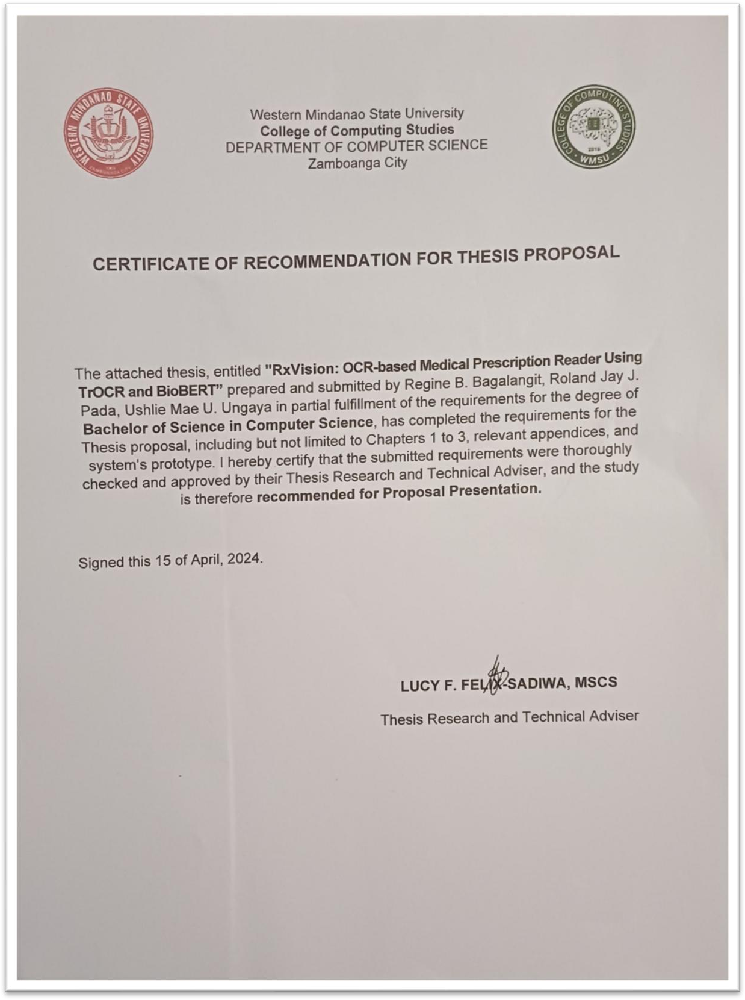 WESTERN MINDANAO STATE UNIVERSITY
ZAMBOANGA CITY
COLLEGE OF COMPUTING STUDIES
2016
WMSU
Western Mindanao State University
College of Computing Studies
DEPARTMENT OF COMPUTER SCIENCE
Zamboanga City
CERTIFICATE OF RECOMMENDATION FOR THESIS PROPOSAL
The attached thesis, entitled "RxVision: OCR-based Medical Prescription Reader Using
TrOCR and BioBERT” prepared and submitted by Regine B. Bagalangit, Roland Jay J.
Pada, Ushlie Mae U. Ungaya in partial fulfillment of the requirements for the degree of
Bachelor of Science in Computer Science, has completed the requirements for the
Thesis proposal, including but not limited to Chapters 1 to 3, relevant appendices, and
system's prototype. I hereby certify that the submitted requirements were thoroughly
checked and approved by their Thesis Research and Technical Adviser, and the study
is therefore recommended for Proposal Presentation.
Signed this 15 of April, 2024.
LUCY F. FELIX-SADIWA, MSCS
Thesis Research and Technical Adviser